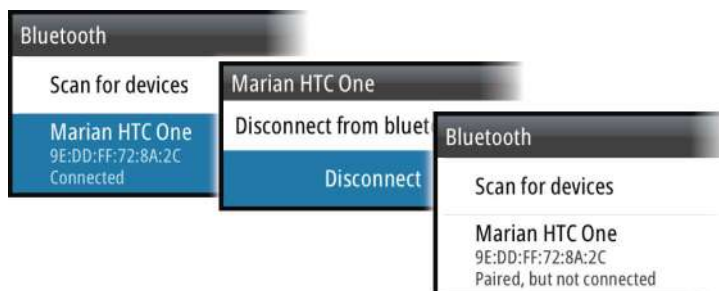 Bluetooth
Scan for devices
Marian HTC One
9E:DD:FF:72:8A:2C
Connected
Marian HTC One
Disconnect from bluet
Disconnect
Bluetooth
Scan for devices
Marian HTC One
9E:DD:FF:72:8A:2C
Paired, but not connected